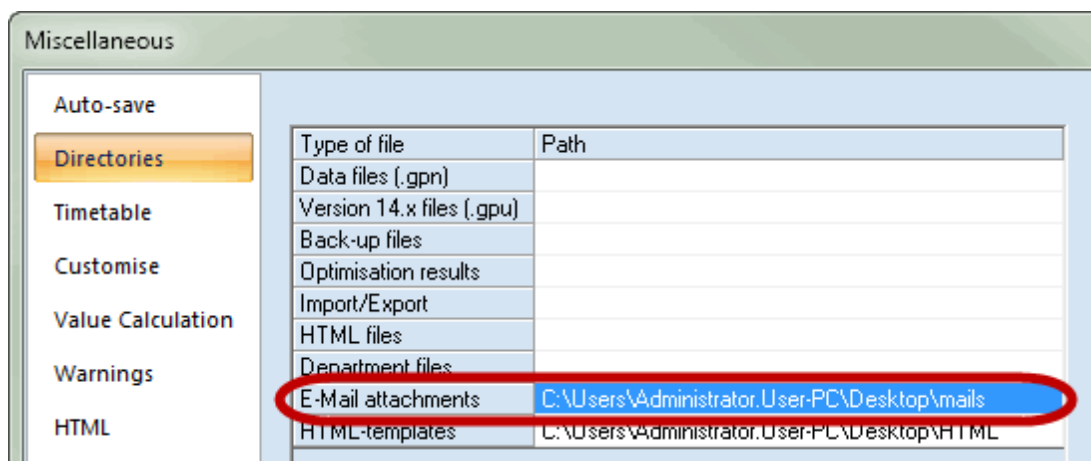 Miscellaneous
Auto-save
Directories
Timetable
Customise
Value Calculation
Warnings
HTML
Type of file Path
Data files (.gpn)
Version 14.x files (.gpu)
Back-up files
Optimisation results
Import/Export
HTML files
Department files
E-Mail attachments C:\Users\Administrator.User-PC\Desktop\mails
HTML-templates C:\Users\Administrator.User-PC\Desktop\HTML